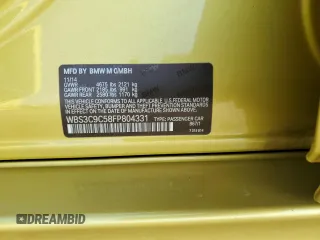 MFD. BY BMW M GMBH
11/14
GVWR 4675 lbs 2121 kg
GAWR FRONT 2185 lbs 991 kg
GAWR REAR 2580 lbs 1170 kg
THIS VEHICLE CONFORMS TO ALL APPLICABLE U.S. FEDERAL MOTOR
VEHICLE SAFETY, BUMPER, AND THEFT PREVENTION STANDARDS
IN EFFECT ON THE DATE OF MANUFACTURE SHOWN ABOVE.
WBS3C9C58FP804331 TYPE: PASSENGER CAR
DREAMBID